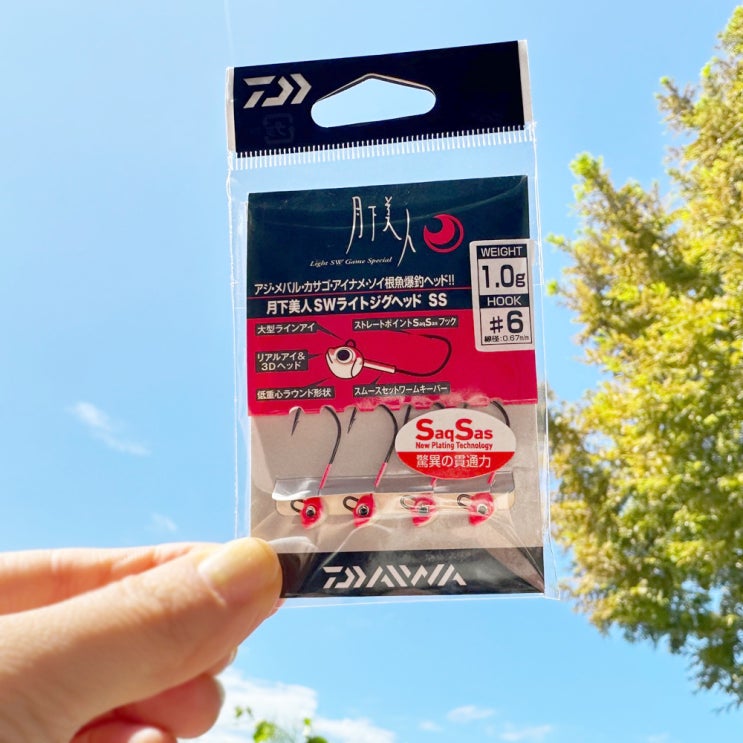 月下美人
Light SW Game Special
WEIGHT
1.0g
HOOK
#6
線径:0.67mm
アジ・メバル・カサゴ・アイナメ・ソイ根魚爆釣ヘッド!!
月下美人SWライトジグヘッド SS
大型ラインアイ
ストレートポイントSaqSasフック
リアルアイ&
3Dヘッド
低重心ラウンド形状
スムースセットワームキーパー
SaqSas
New Plating Technology
驚異の貫通力
DAIWA